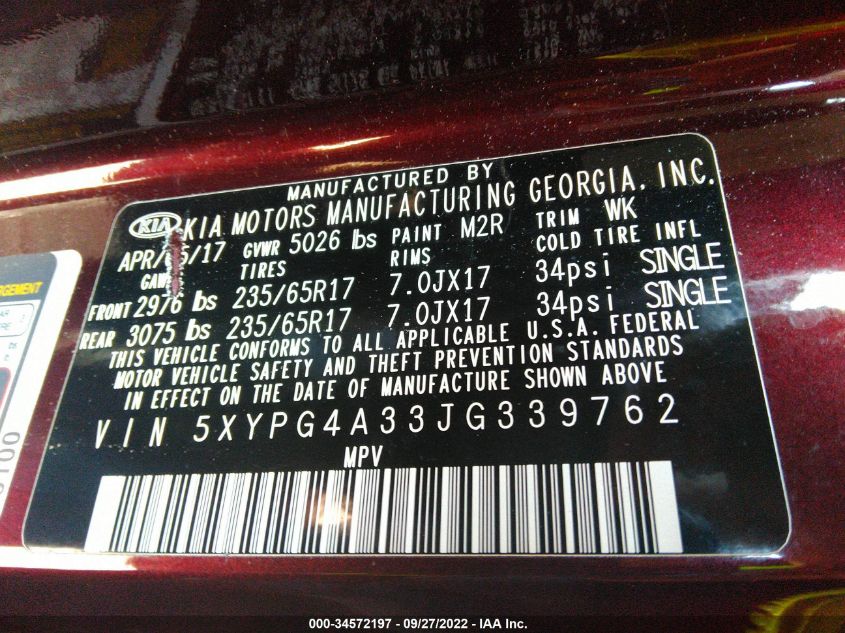 MANUFACTURED BY
KIA KIA MOTORS MANUFACTURING GEORGIA, INC.
APR/ /17 GVWR 5026 lbs PAINT M2R TRIM WK
TIRES RIMS COLD TIRE INFL
FRONT 2976 lbs 235/65R17 7.0JX17 34psi SINGLE
REAR 3075 lbs 235/65R17 7.0JX17 34psi SINGLE
THIS VEHICLE CONFORMS TO ALL APPLICABLE U.S.A. FEDERAL
MOTOR VEHICLE SAFETY AND THEFT PREVENTION STANDARDS
IN EFFECT ON THE DATE OF MANUFACTURE SHOWN ABOVE
VIN 5XYPG4A33JG339762
MPV
000-34572197 - 09/27/2022 - IAA Inc.